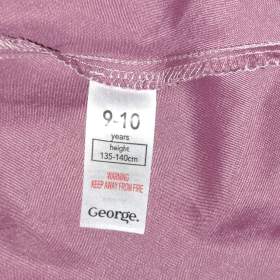 9-10
years
height
135-140cm
WARNING
KEEP AWAY FROM FIRE
George.